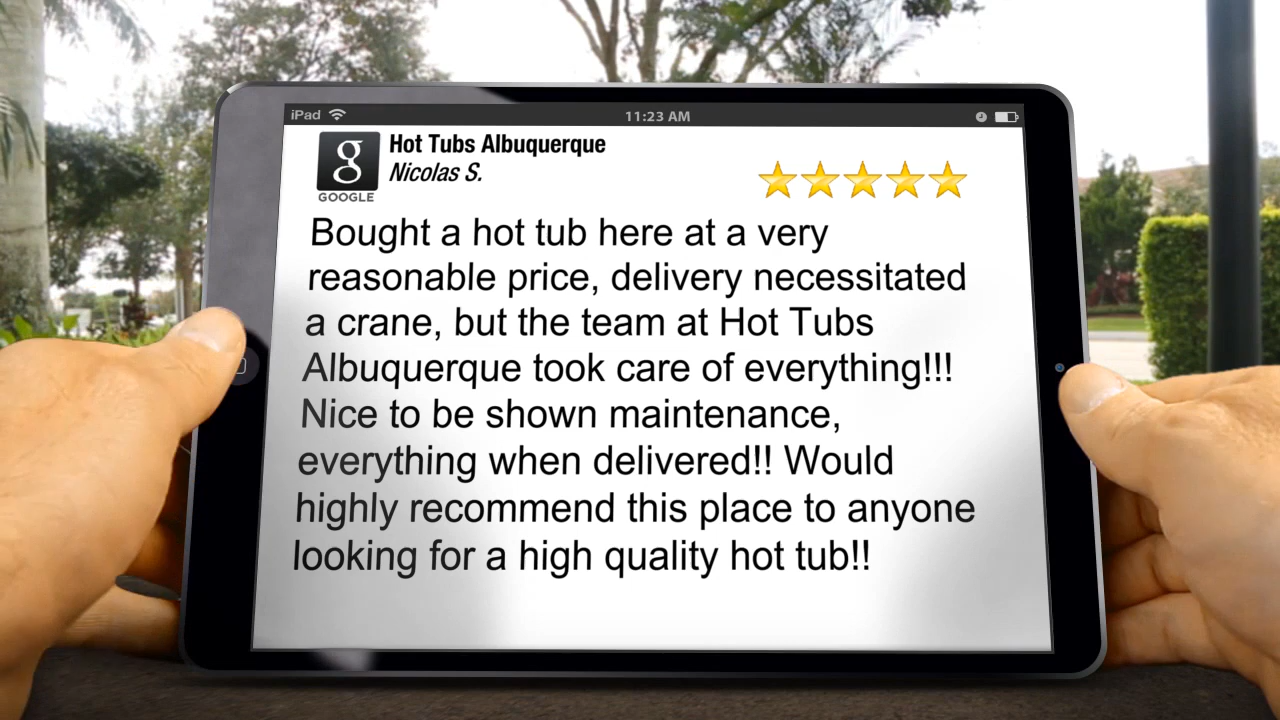 iPad 11:23 AM
g
GOOGLE
Hot Tubs Albuquerque
Nicolas S.
Bought a hot tub here at a very
reasonable price, delivery necessitated
a crane, but the team at Hot Tubs
Albuquerque took care of everything!!!
Nice to be shown maintenance,
everything when delivered!! Would
highly recommend this place to anyone
looking for a high quality hot tub!!